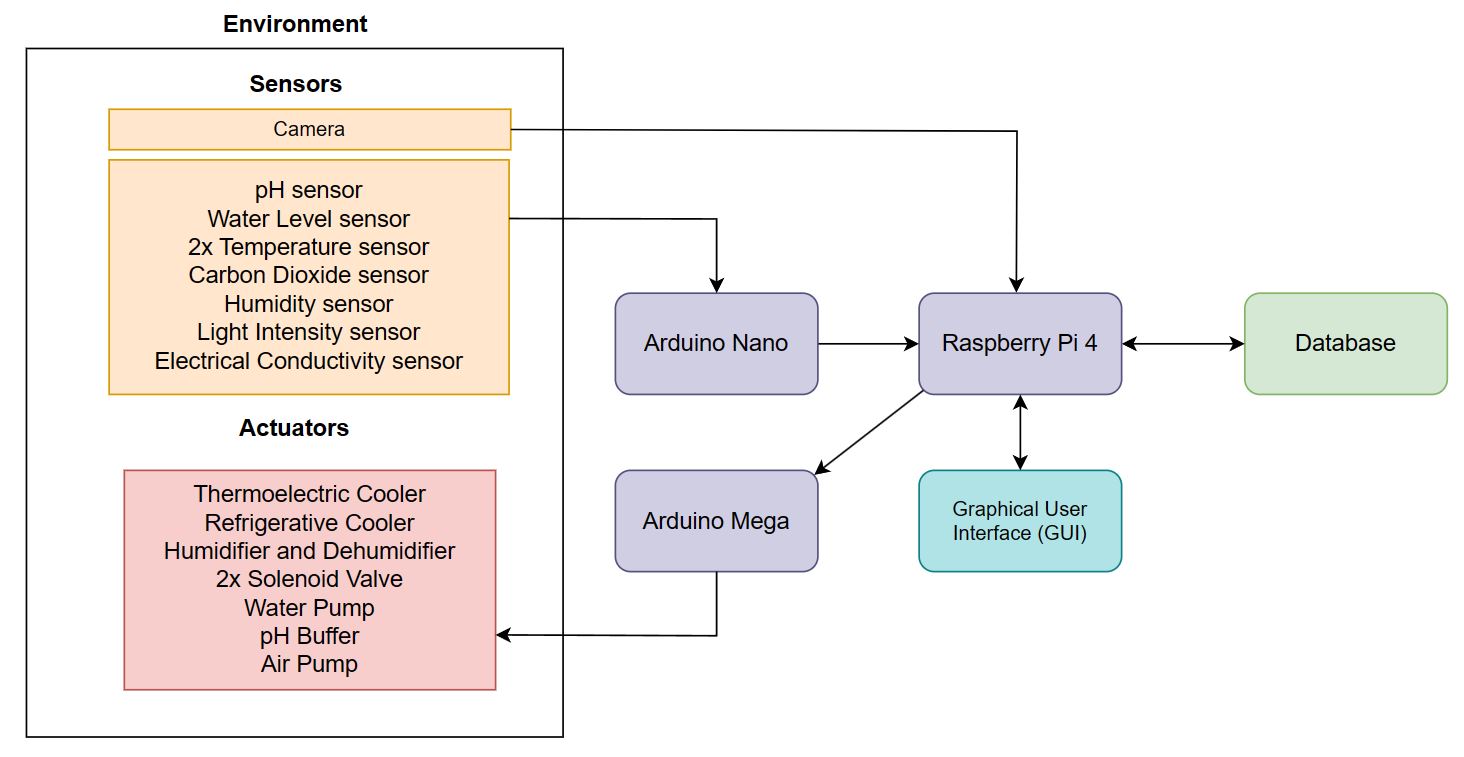 Environment
Sensors
Camera
pH sensor
Water Level sensor
2x Temperature sensor
Carbon Dioxide sensor
Humidity sensor
Light Intensity sensor
Electrical Conductivity sensor
Actuators
Thermoelectric Cooler
Refrigerative Cooler
Humidifier and Dehumidifier
2x Solenoid Valve
Water Pump
pH Buffer
Air Pump
Arduino Nano
Raspberry Pi 4
Database
Arduino Mega
Graphical User
Interface (GUI)